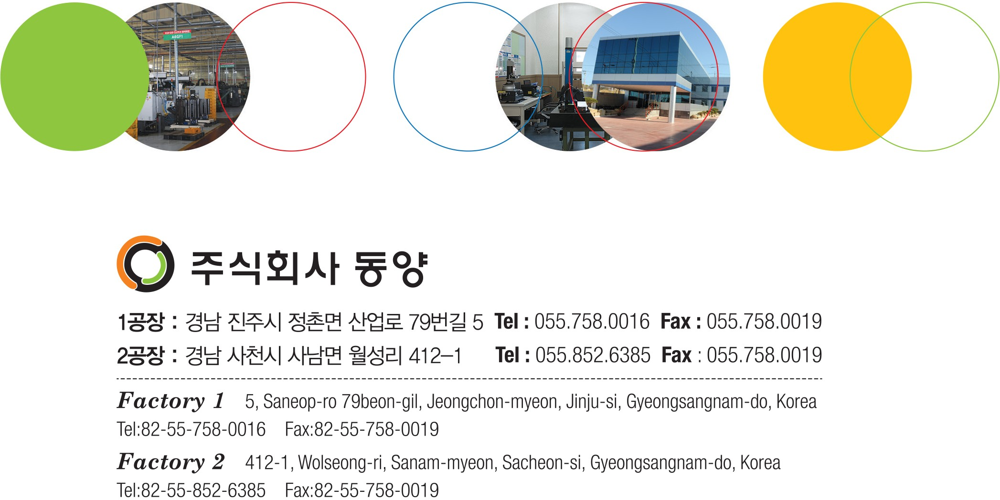 A6GF1
주식회사 동양
1공장 : 경남 진주시 정촌면 산업로 79번길 5 Tel : 055.758.0016 Fax : 055.758.0019
2공장 : 경남 사천시 사남면 월성리 412-1 Tel : 055.852.6385 Fax : 055.758.0019
Factory 1 5, Saneop-ro 79beon-gil, Jeongchon-myeon, Jinju-si, Gyeongsangnam-do, Korea
Tel:82-55-758-0016 Fax:82-55-758-0019
Factory 2 412-1, Wolseong-ri, Sanam-myeon, Sacheon-si, Gyeongsangnam-do, Korea
Tel:82-55-852-6385 Fax:82-55-758-0019